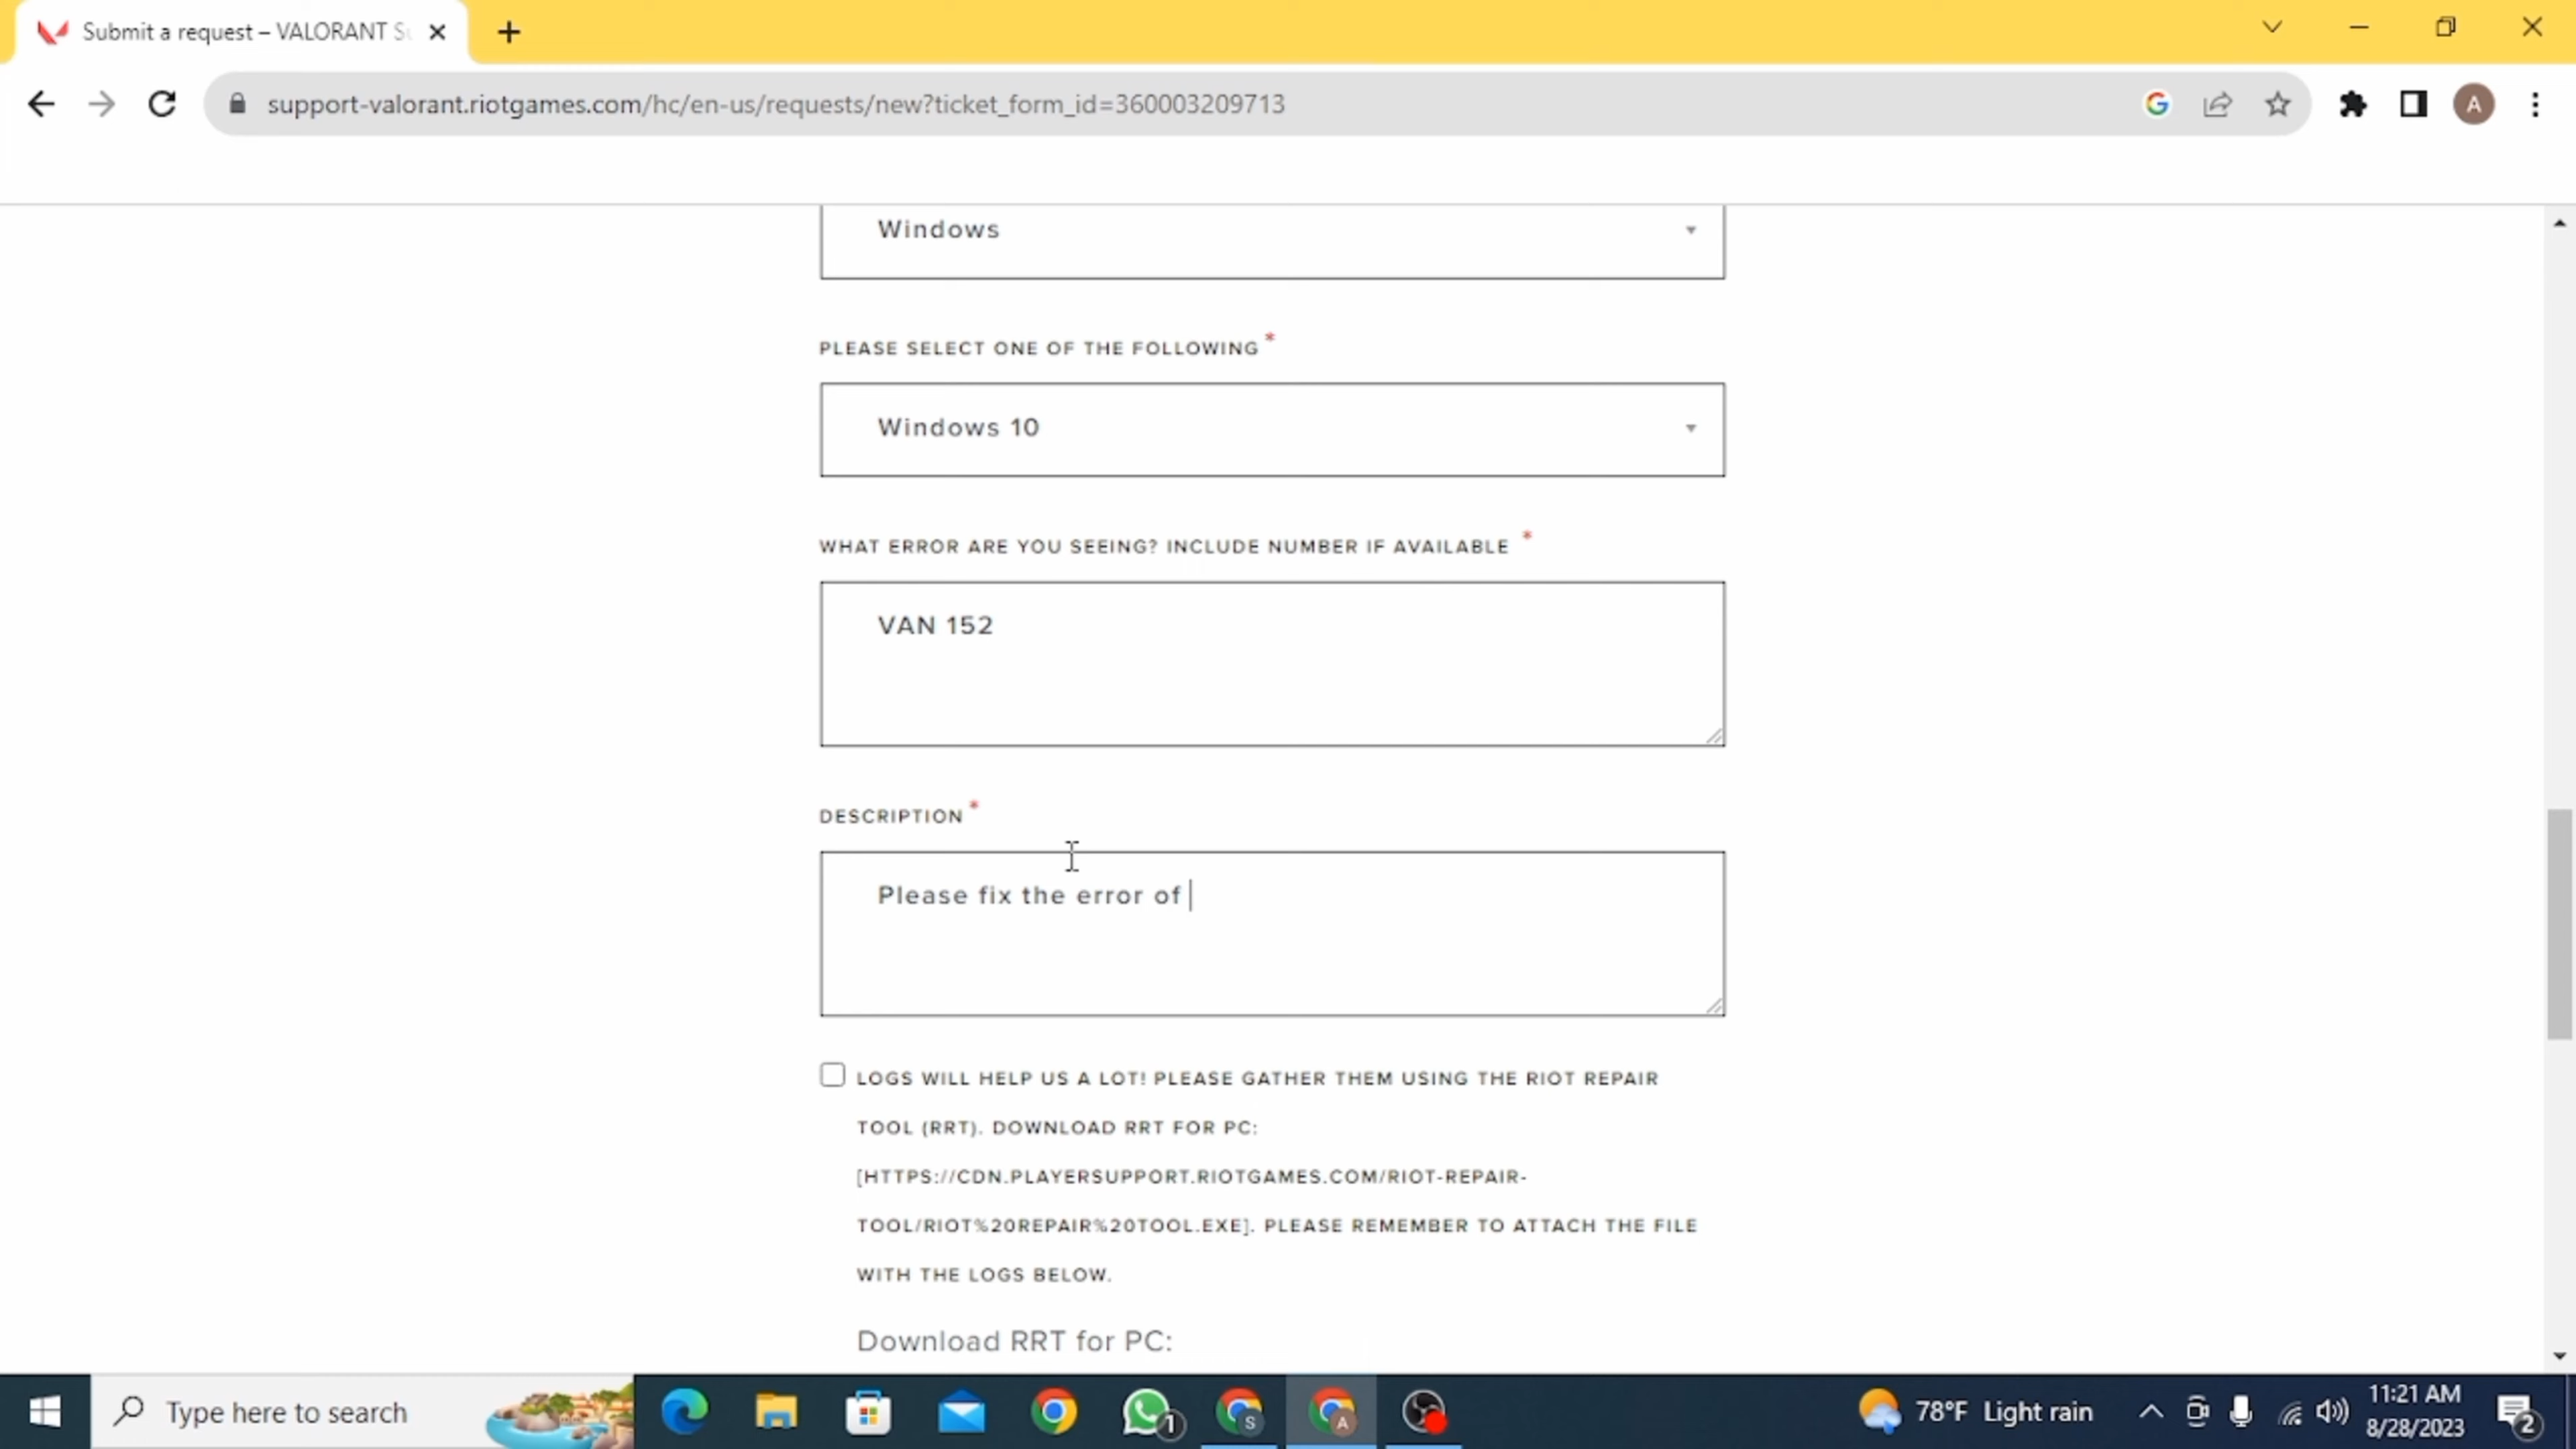 Submit a request – VALORANT Su
support-valorant.riotgames.com/hc/en-us/requests/new?ticket_form_id=360003209713
A
Windows
PLEASE SELECT ONE OF THE FOLLOWING *
Windows 10
WHAT ERROR ARE YOU SEEING? INCLUDE NUMBER IF AVAILABLE *
VAN 152
DESCRIPTION *
Please fix the error of
LOGS WILL HELP US A LOT! PLEASE GATHER THEM USING THE RIOT REPAIR
TOOL (RRT). DOWNLOAD RRT FOR PC:
[HTTPS://CDN.PLAYERSUPPORT.RIOTGAMES.COM/RIOT-REPAIR-
TOOL/RIOT%20REPAIR%20TOOL.EXE]. PLEASE REMEMBER TO ATTACH THE FILE
WITH THE LOGS BELOW.
Download RRT for PC:
Type here to search
1
S
A
78°F Light rain
11:21 AM
8/28/2023
2